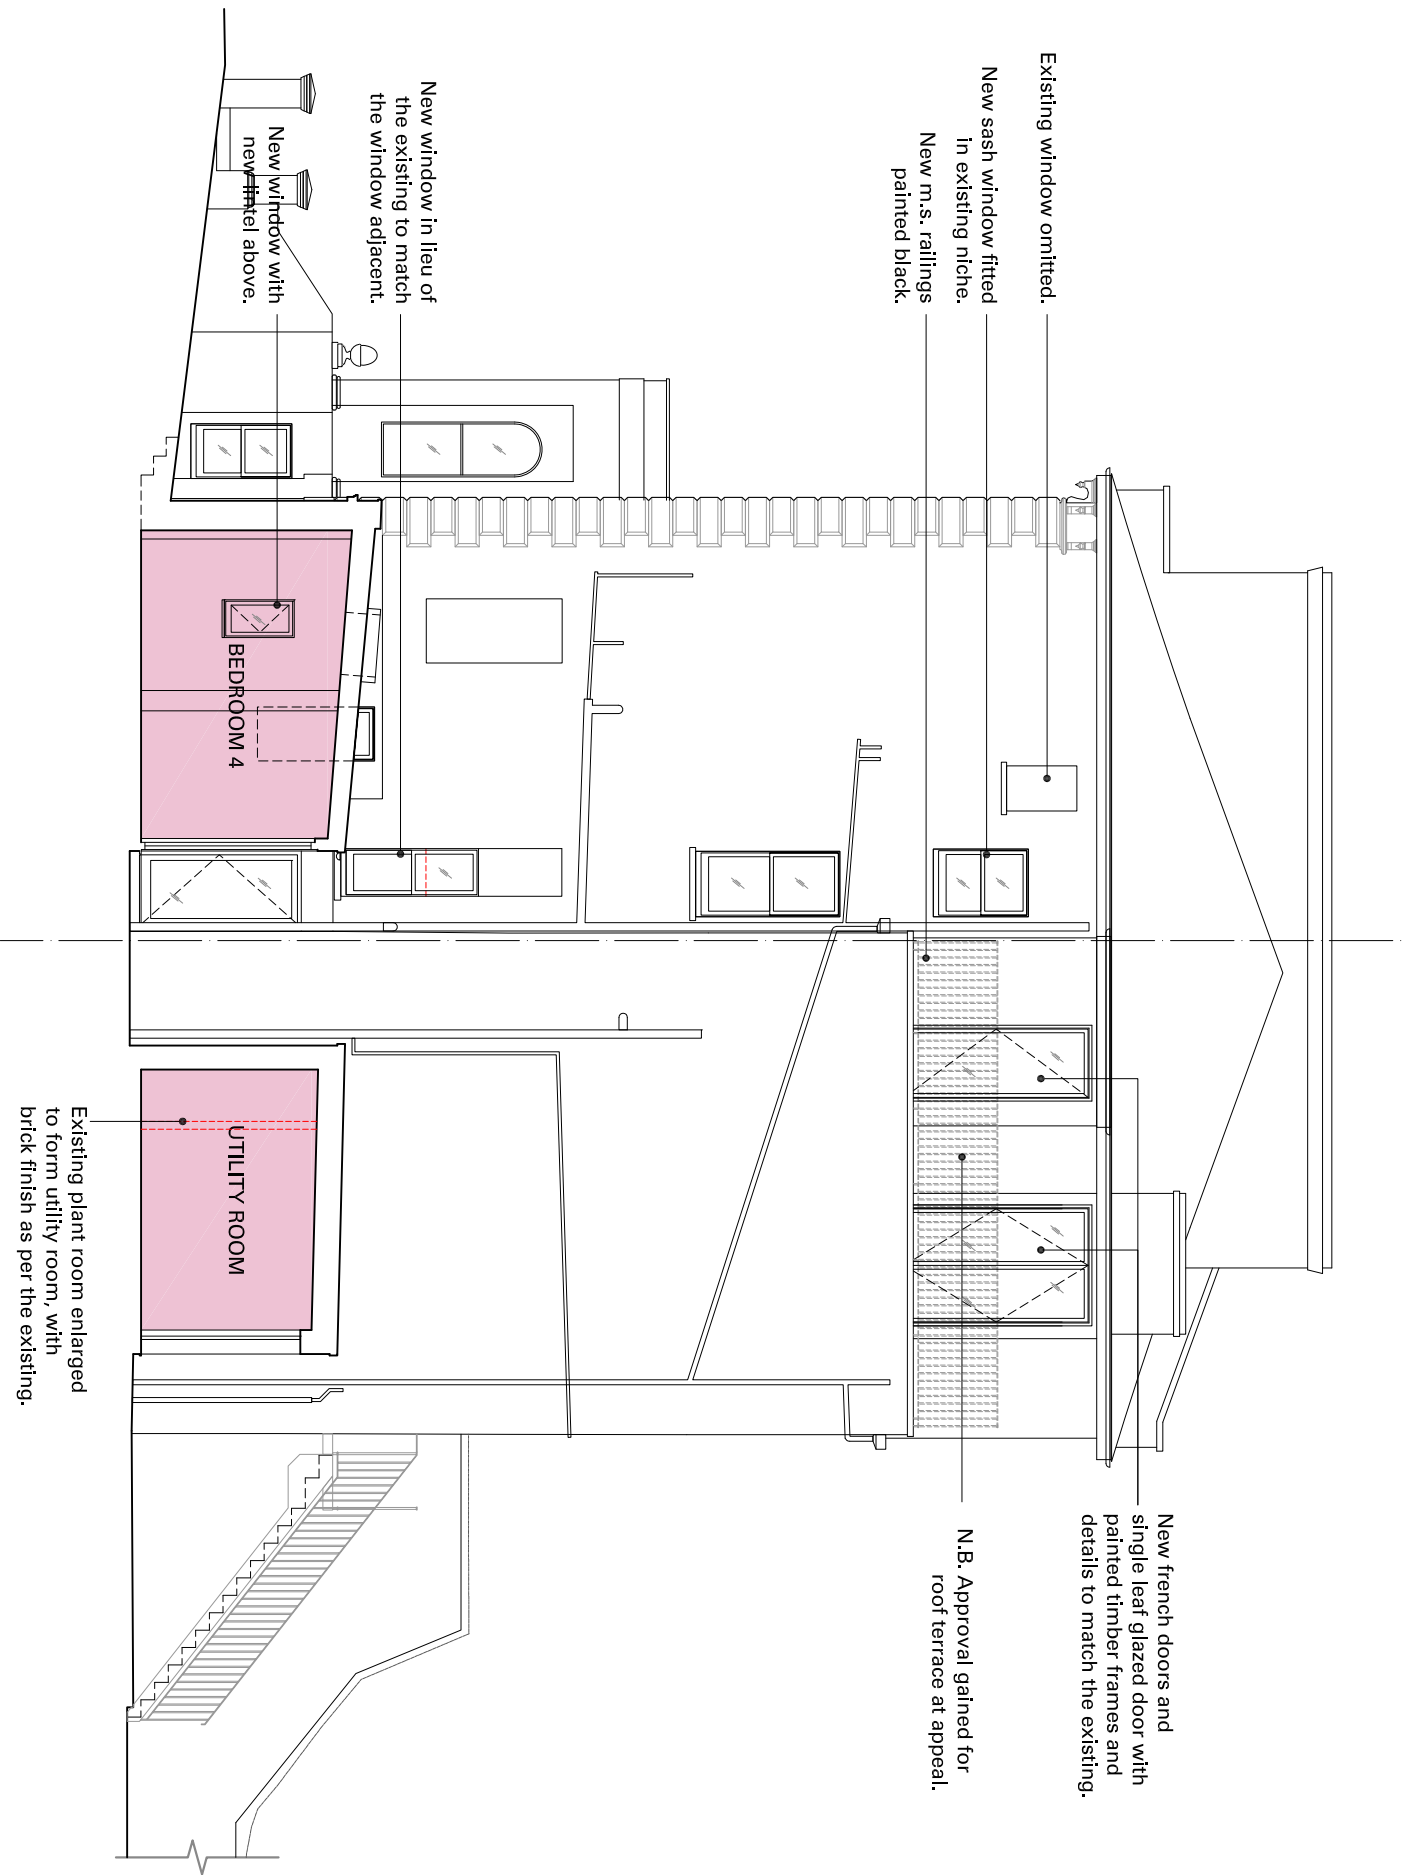 Existing window omitted.
New sash window fitted
in existing niche.
New m.s. railings
painted black.
New window in lieu of
the existing to match
the window adjacent.
New window with
new lintel above.
New french doors and
single leaf glazed door with
painted timber frames and
details to match the existing.
N.B. Approval gained for
roof terrace at appeal.
BEDROOM 4
UTILITY ROOM
Existing plant room enlarged
to form utility room, with
brick finish as per the existing.